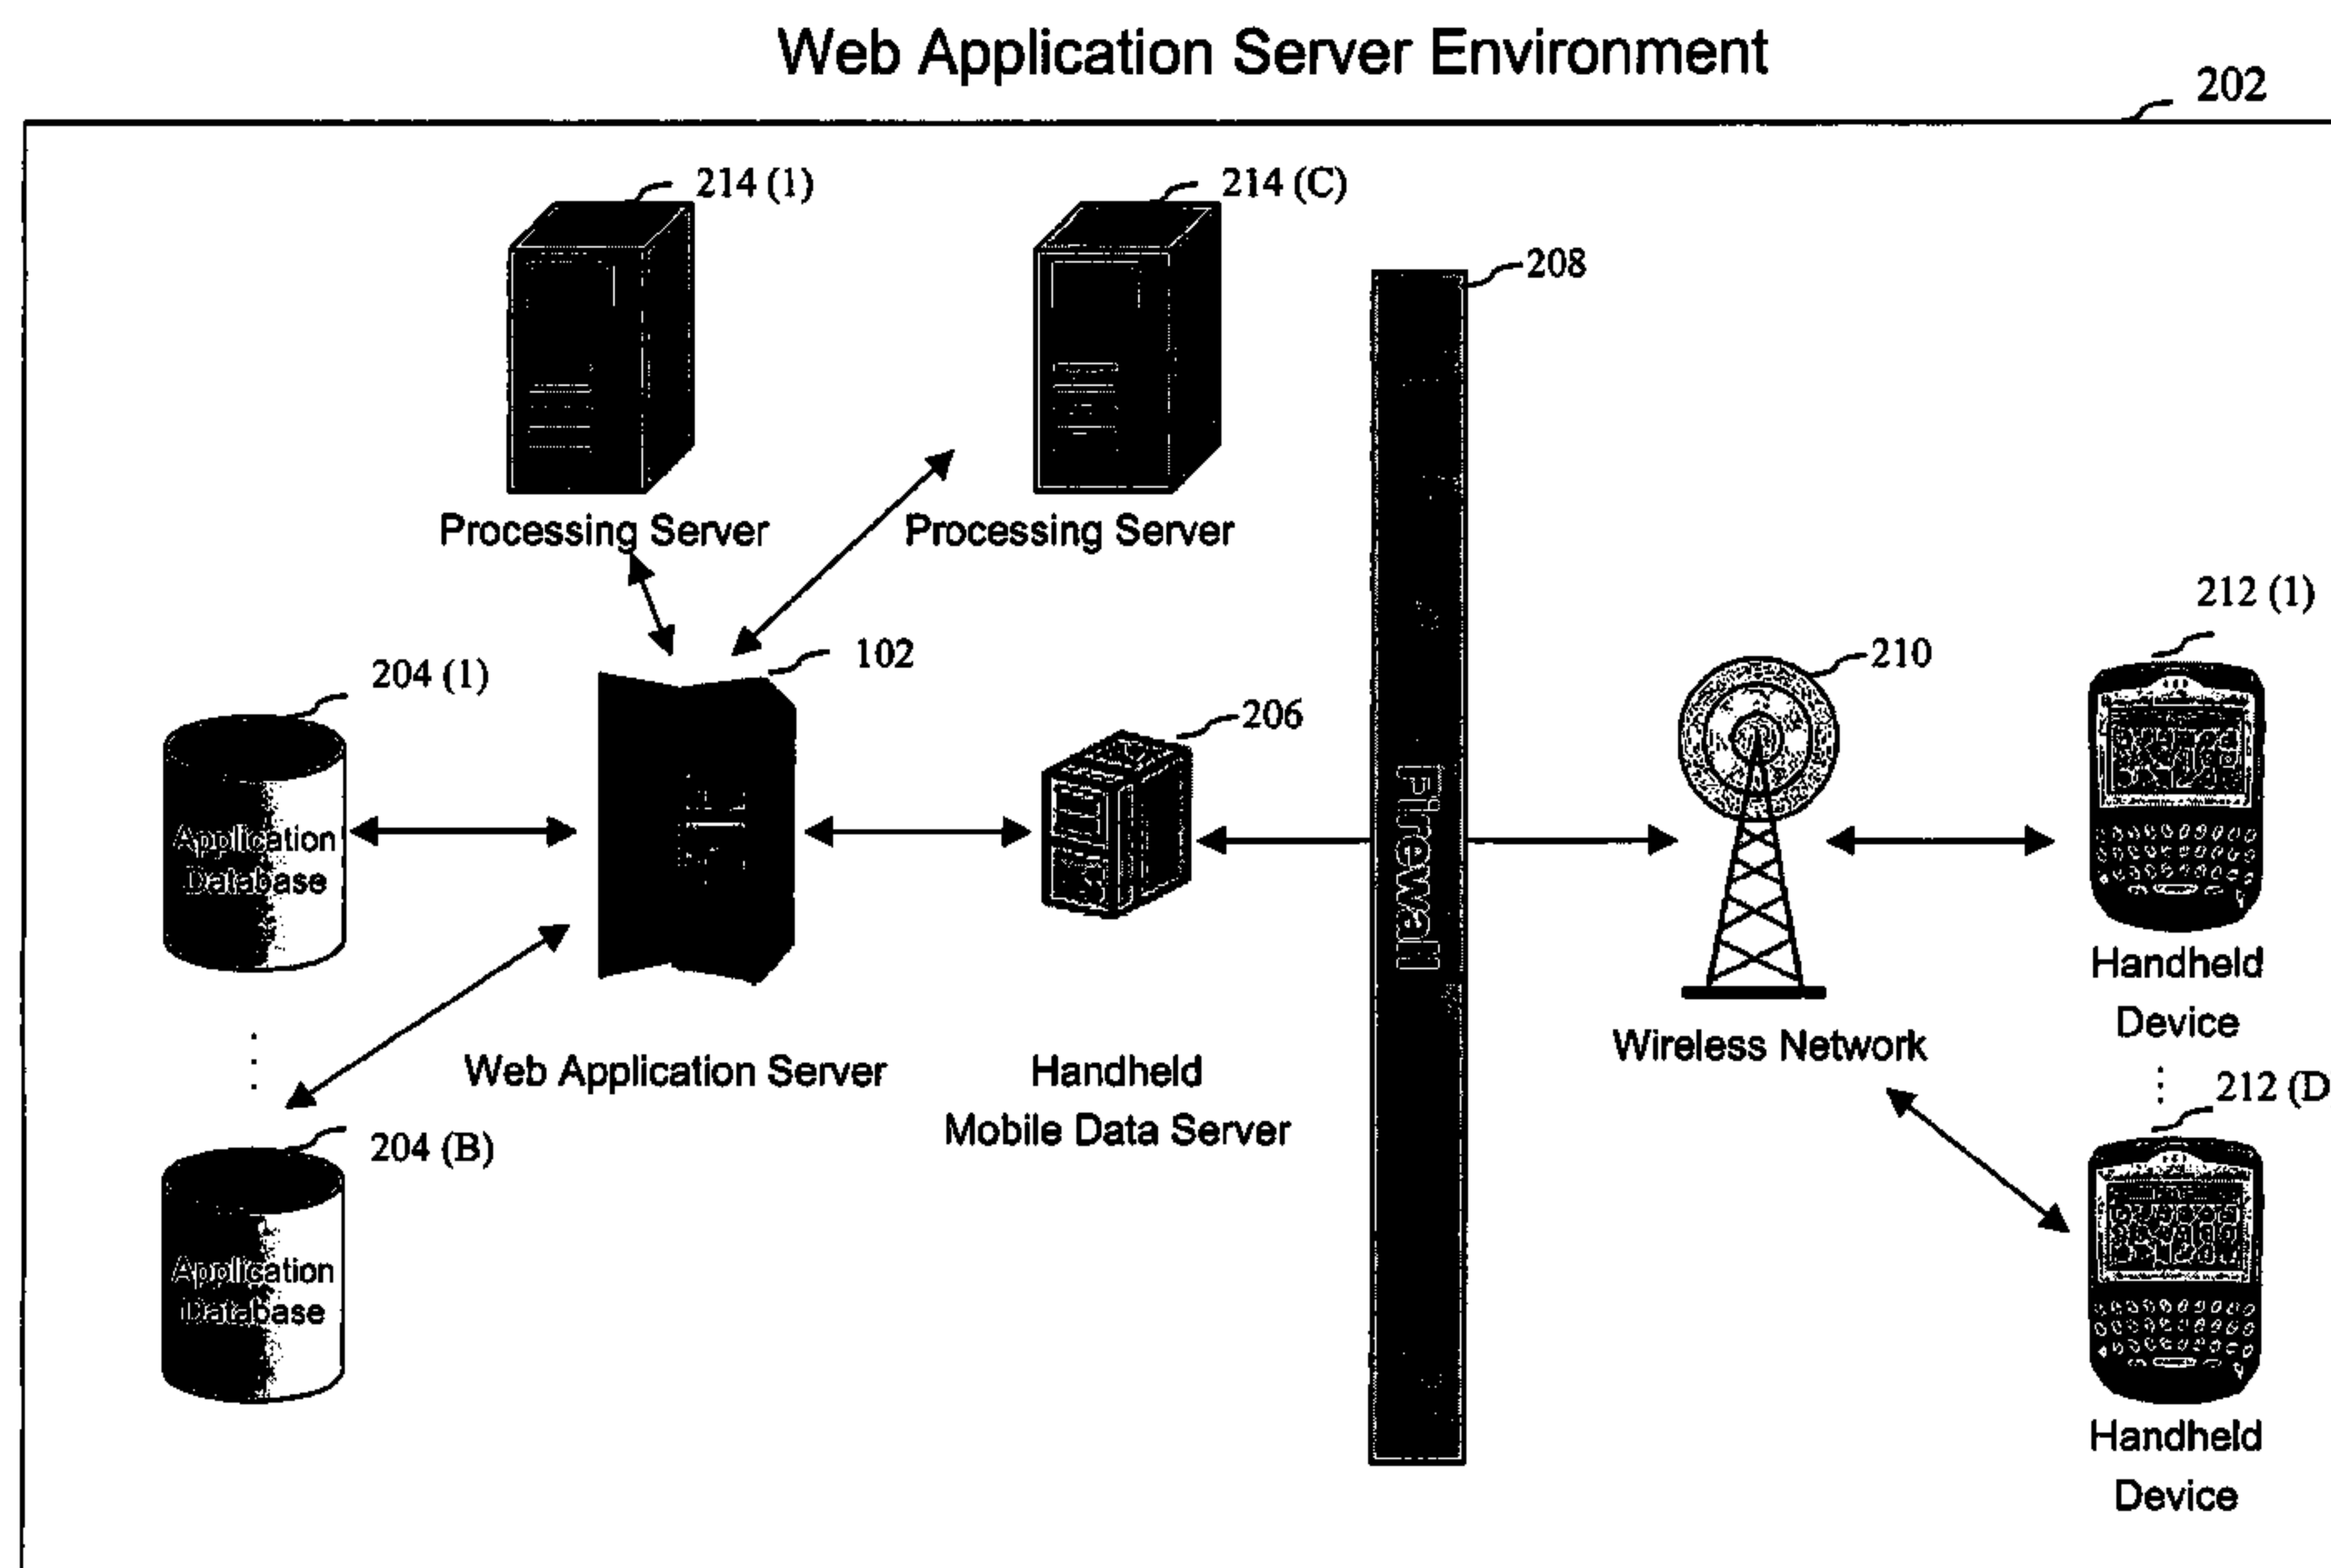 Web Application Server Environment
202
214 (1)
214 (C)
208
Processing Server
Processing Server
212 (1)
102
210
204 (1)
206
Application
Database
Firewall
Handheld
Device
Wireless Network
Web Application Server
Handheld
Mobile Data Server
212 (D
204 (B)
Application
Database
Handheld
Device